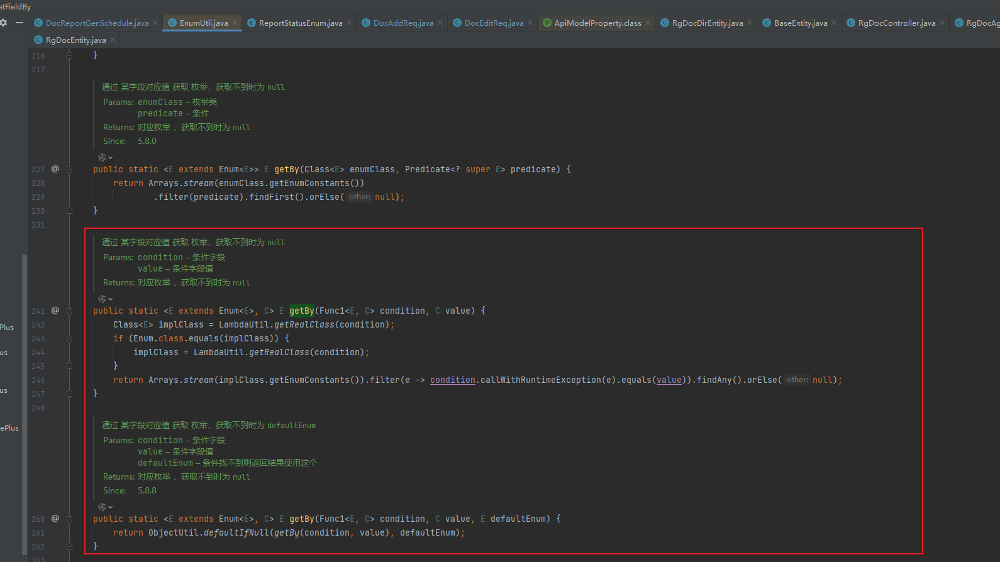 etFieldBy
DocReportGenSchedule.java EnumUtil.java ReportStatusEnum.java DocAddReq.java DocEditReq.java ApiModelProperty.class RgDocDirEntity.java BaseEntity.java RgDocController.java RgDocAg
RgDocEntity.java
216 }
217
通过 某字段对应值 获取 枚举，获取不到时为 null
Params: enumClass – 枚举类
predicate – 条件
Returns: 对应枚举 ，获取不到时为 null
Since: 5.8.0
227 @ public static <E extends Enum<E>> E getBy(Class<E> enumClass, Predicate<? super E> predicate) {
228 return Arrays.stream(enumClass.getEnumConstants())
229 .filter(predicate).findFirst().orElse( other: null);
230 }
231
通过 某字段对应值 获取 枚举，获取不到时为 null
Params: condition – 条件字段
value – 条件字段值
Returns: 对应枚举 ，获取不到时为 null
241 @ public static <E extends Enum<E>, C> E getBy(Func1<E, C> condition, C value) {
242 Class<E> implClass = LambdaUtil.getRealClass(condition);
243 if (Enum.class.equals(implClass)) {
244 implClass = LambdaUtil.getRealClass(condition);
245 }
246 return Arrays.stream(implClass.getEnumConstants()).filter(e -> condition.callWithRuntimeException(e).equals(value)).findAny().orElse( other: null);
247 }
248
通过 某字段对应值 获取 枚举，获取不到时为 defaultEnum
Params: condition – 条件字段
value – 条件字段值
defaultEnum – 条件找不到则返回结果使用这个
Returns: 对应枚举 ，获取不到时为 null
Since: 5.8.8
260 @ public static <E extends Enum<E>, C> E getBy(Func1<E, C> condition, C value, E defaultEnum) {
261 return ObjectUtil.defaultIfNull(getBy(condition, value), defaultEnum);
262 }
263
Plus
us
us
ePlus